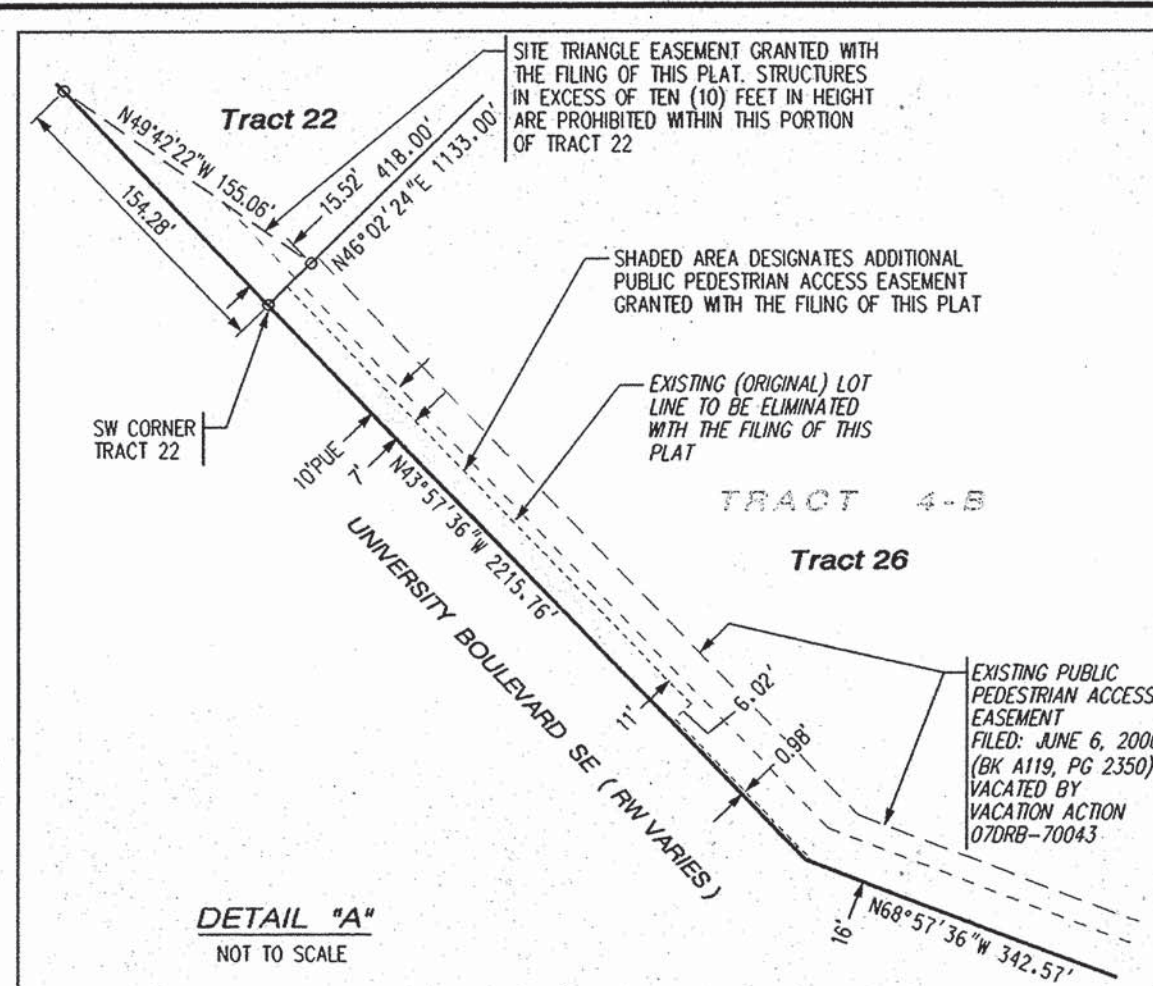 SITE TRIANGLE EASEMENT GRANTED WITH
THE FILING OF THIS PLAT. STRUCTURES
IN EXCESS OF TEN (10) FEET IN HEIGHT
ARE PROHIBITED WITHIN THIS PORTION
OF TRACT 22
Tract 22
N49°42'22"W 155.06'
154.28'
15.52'
418.00'
N46°02'24"E 1133.00'
SHADED AREA DESIGNATES ADDITIONAL
PUBLIC PEDESTRIAN ACCESS EASEMENT
GRANTED WITH THE FILING OF THIS PLAT
EXISTING (ORIGINAL) LOT
LINE TO BE ELIMINATED
WITH THE FILING OF THIS
PLAT
SW CORNER
TRACT 22
10'PUE
7'
N43°57'36"W 2215.76'
TRACT 4-B
Tract 26
UNIVERSITY BOULEVARD SE (RW VARIES)
11'
6.02'
0.98'
EXISTING PUBLIC
PEDESTRIAN ACCESS
EASEMENT
FILED: JUNE 6, 200
(BK A119, PG 2350)
VACATED BY
VACATION ACTION
07DRB-70043
16'
N68°57'36"W 342.57'
DETAIL "A"
NOT TO SCALE